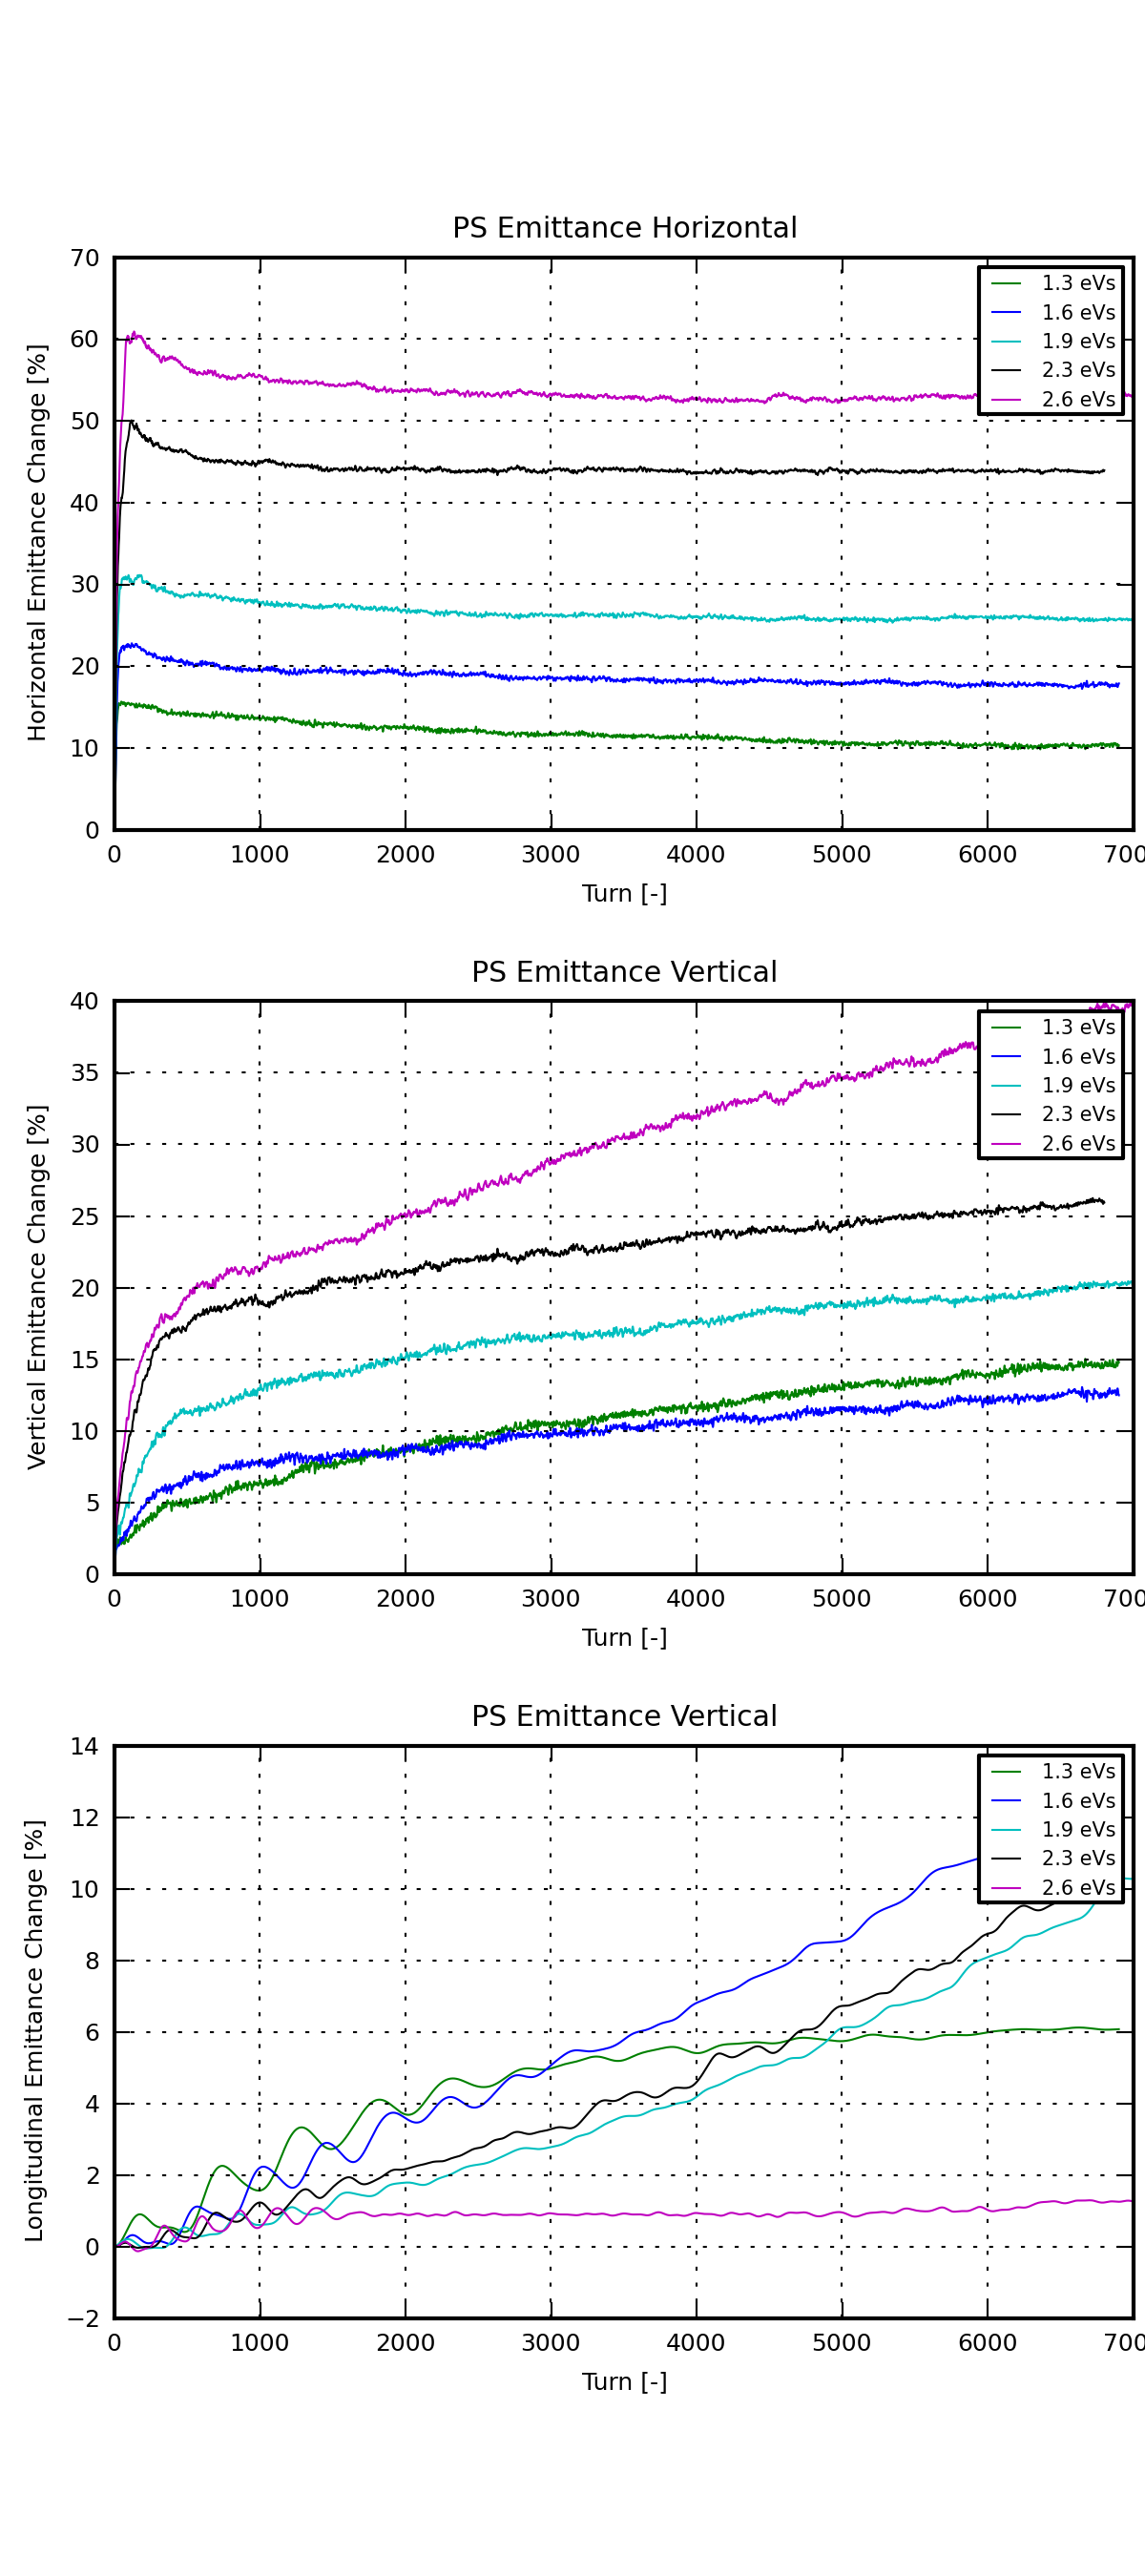 PS Emittance Horizontal
Horizontal Emittance Change [%]
70
60
50
40
30
20
10
0
1.3 eVs
1.6 eVs
1.9 eVs
2.3 eVs
2.6 eVs
0 1000 2000 3000 4000 5000 6000 700
Turn [-]
PS Emittance Vertical
Vertical Emittance Change [%]
40
35
30
25
20
15
10
5
0
1.3 eVs
1.6 eVs
1.9 eVs
2.3 eVs
2.6 eVs
0 1000 2000 3000 4000 5000 6000 700
Turn [-]
PS Emittance Vertical
Longitudinal Emittance Change [%]
14
12
10
8
6
4
2
0
−2
1.3 eVs
1.6 eVs
1.9 eVs
2.3 eVs
2.6 eVs
0 1000 2000 3000 4000 5000 6000 700
Turn [-]